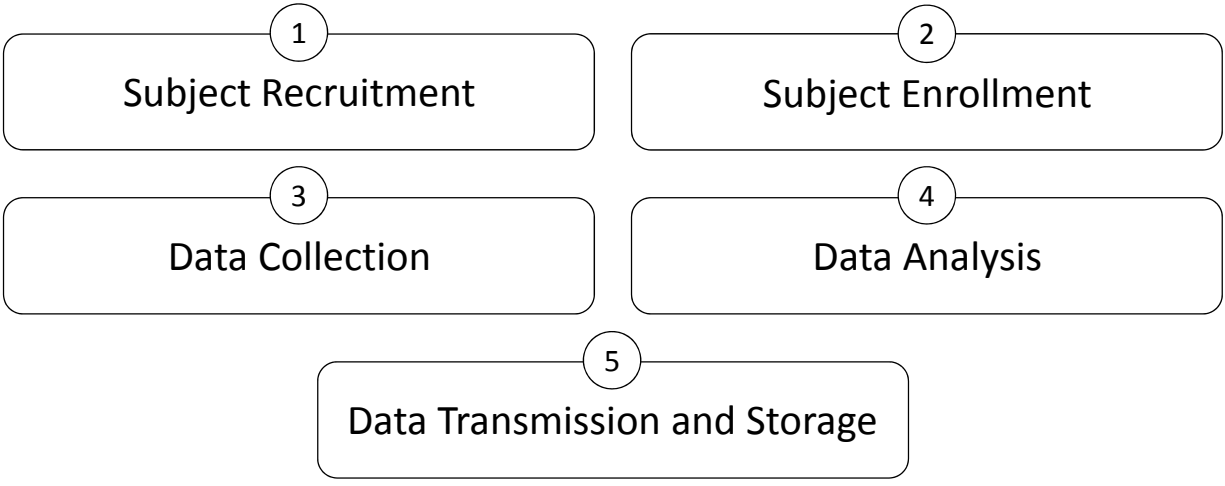 1
Subject Recruitment
2
Subject Enrollment
3
Data Collection
4
Data Analysis
5
Data Transmission and Storage